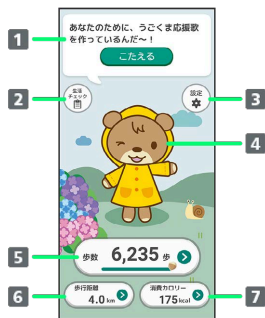 あなたのために、うごくま応援歌
を作っているんだ〜！
1
こたえる
2
生活
チェック
設定
3
4
5
歩数 6,235 歩
6
歩行距離
4.0 km
消費カロリー
175 kcal
7